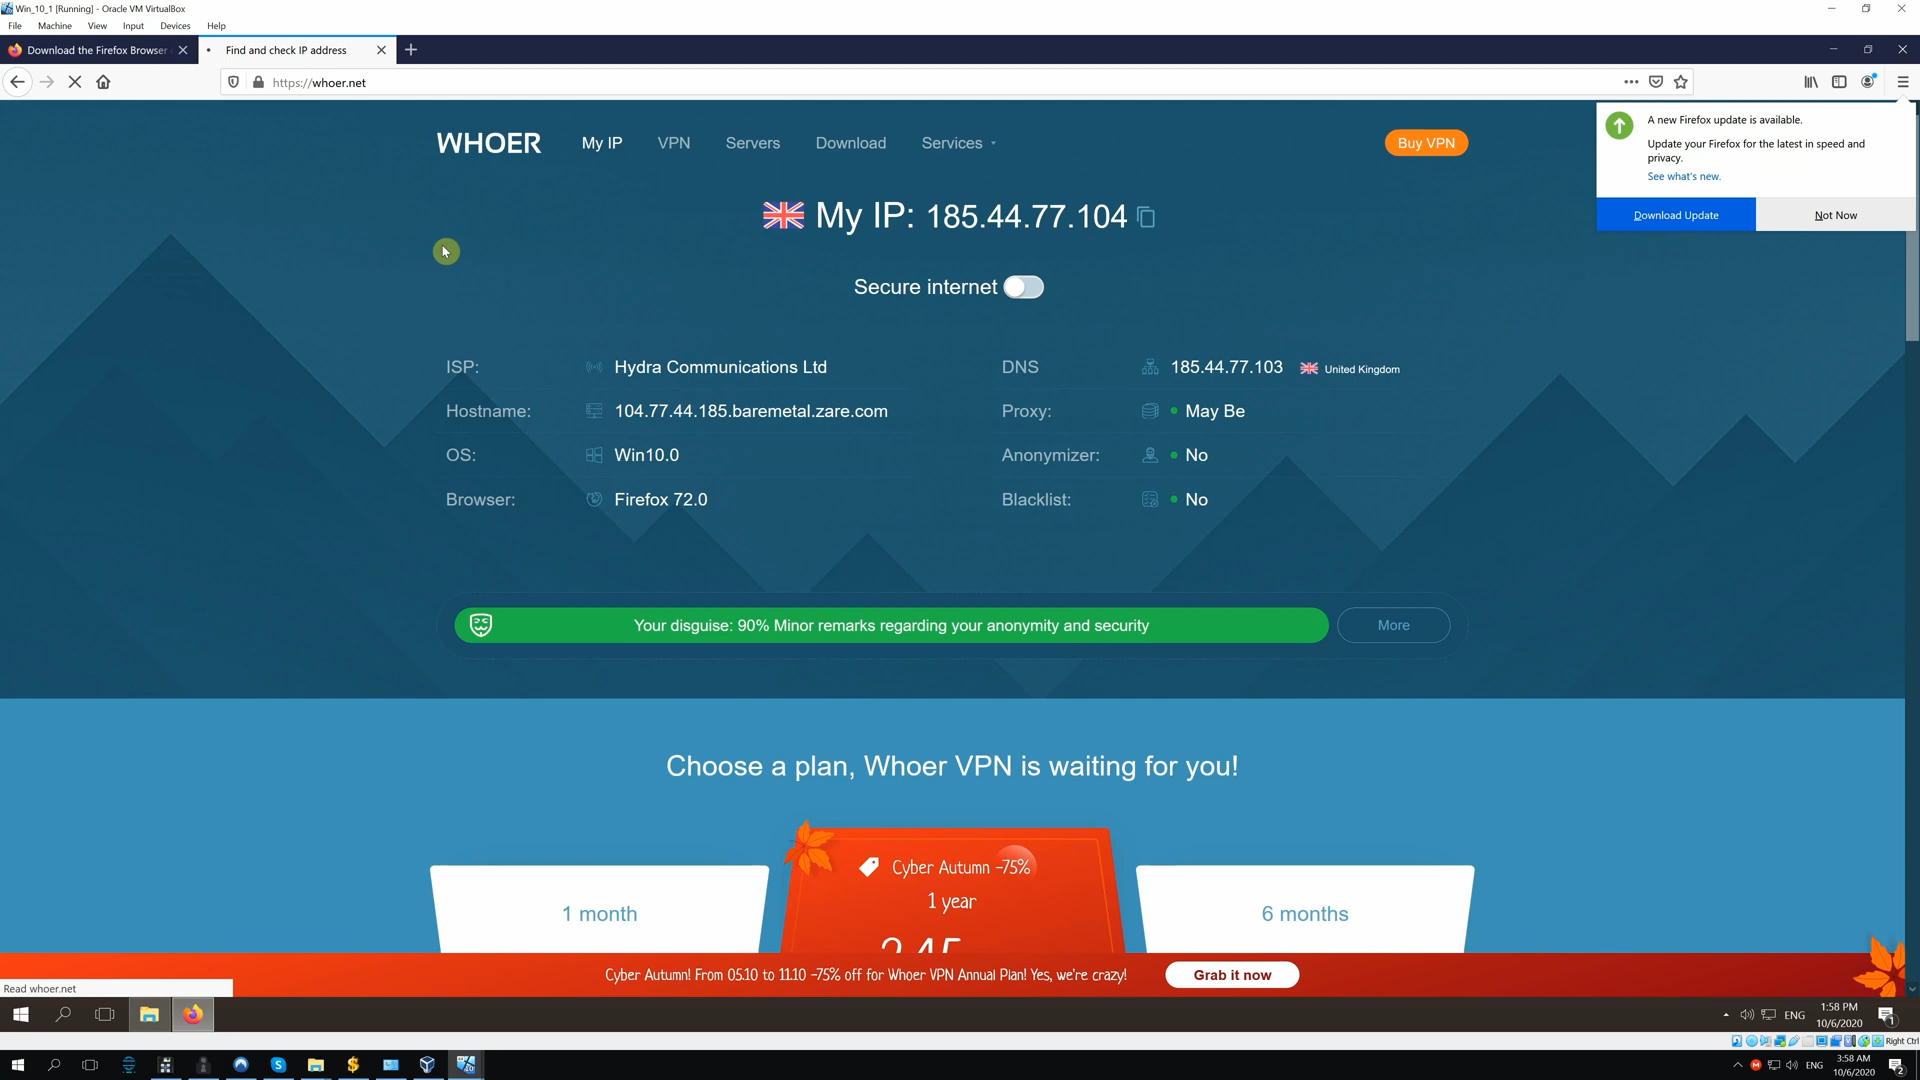 Win_10_1 [Running] - Oracle VM VirtualBox
File Machine View Input Devices Help
Download the Firefox Browser
Find and check IP address
https://whoer.net
A new Firefox update is available.
Update your Firefox for the latest in speed and
privacy.
See what's new.
Download Update
Not Now
WHOER My IP VPN Servers Download Services Buy VPN
My IP: 185.44.77.104
Secure internet
ISP: Hydra Communications Ltd
DNS 185.44.77.103 United Kingdom
Hostname: 104.77.44.185.baremetal.zare.com
Proxy: May Be
OS: Win10.0
Anonymizer: No
Browser: Firefox 72.0
Blacklist: No
Your disguise: 90% Minor remarks regarding your anonymity and security
More
Choose a plan, Whoer VPN is waiting for you!
Cyber Autumn -75%
1 year
1 month
6 months
Cyber Autumn! From 05.10 to 11.10 -75% off for Whoer VPN Annual Plan! Yes, we're crazy!
Grab it now
Read whoer.net
ENG
1:58 PM
10/6/2020
1
Right Ctrl
ENG
3:58 AM
10/6/2020
2